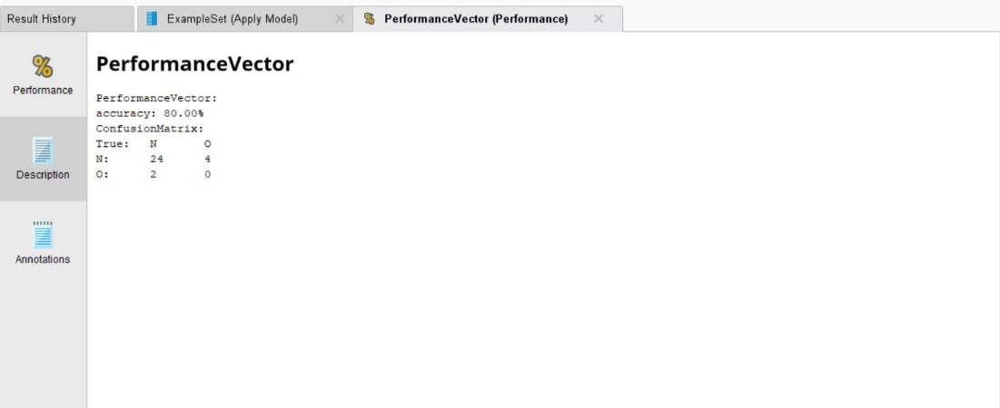 Result History
ExampleSet (Apply Model)
PerformanceVector (Performance)
Performance
Description
Annotations
PerformanceVector
PerformanceVector:
accuracy: 80.00%
ConfusionMatrix:
True: N O
N: 24 4
O: 2 0